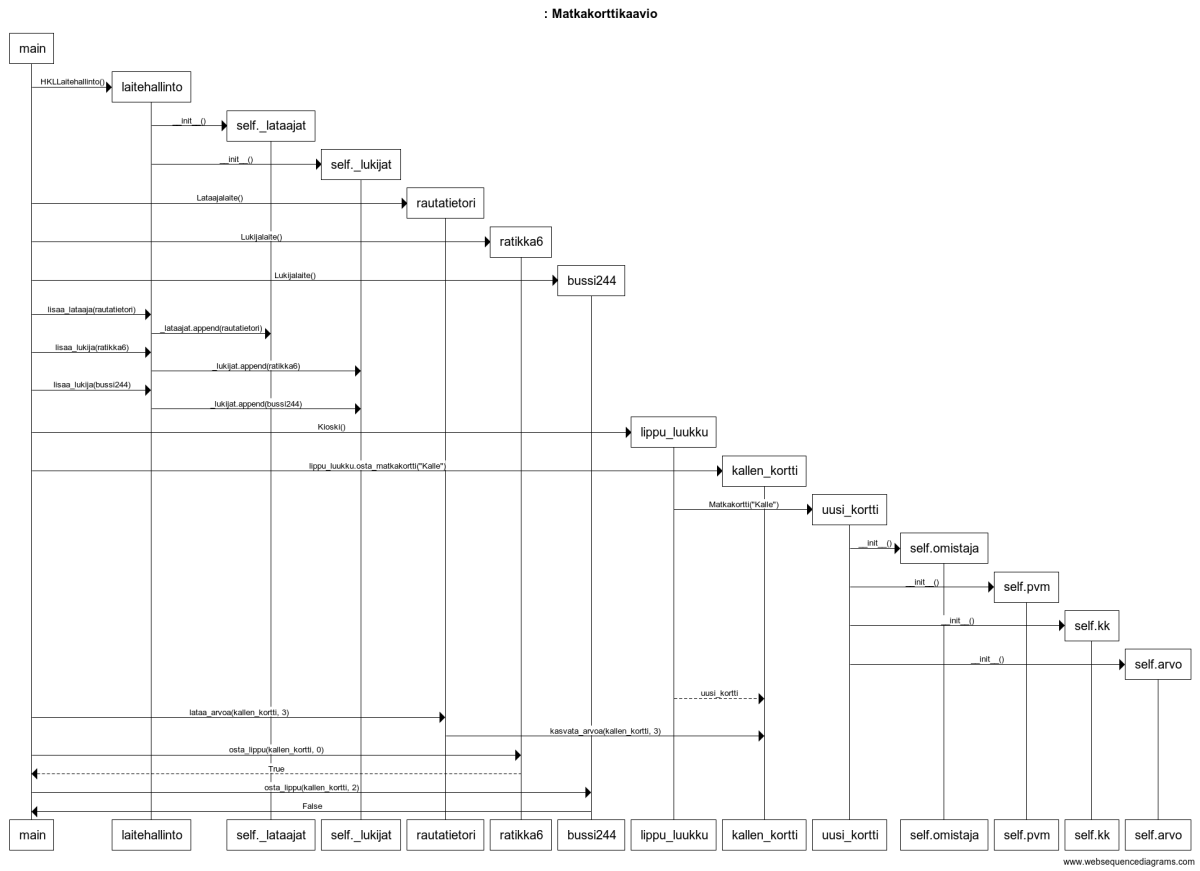 : Matkakorttikaavio
main
HKLLaitehallinto()
laitehallinto
__init__()
self._lataajat
__init__()
self._lukijat
Lataajalaite()
rautatietori
Lukijalaite()
ratikka6
Lukijalaite()
bussi244
lisaa_lataaja(rautatietori)
_lataajat.append(rautatietori)
lisaa_lukija(ratikka6)
_lukijat.append(ratikka6)
lisaa_lukija(bussi244)
_lukijat.append(bussi244)
Kioski()
lippu_luukku
lippu_luukku.osta_matkakortti("Kalle")
kallen_kortti
Matkakortti("Kalle")
uusi_kortti
__init__()
self.omistaja
__init__()
self.pvm
__init__()
self.kk
__init__()
self.arvo
uusi_kortti
lataa_arvoa(kallen_kortti, 3)
kasvata_arvoa(kallen_kortti, 3)
osta_lippu(kallen_kortti, 0)
True
osta_lippu(kallen_kortti, 2)
False
main laitehallinto self._lataajat self._lukijat rautatietori ratikka6 bussi244 lippu_luukku kallen_kortti uusi_kortti self.omistaja self.pvm self.kk self.arvo
www.websequencediagrams.com